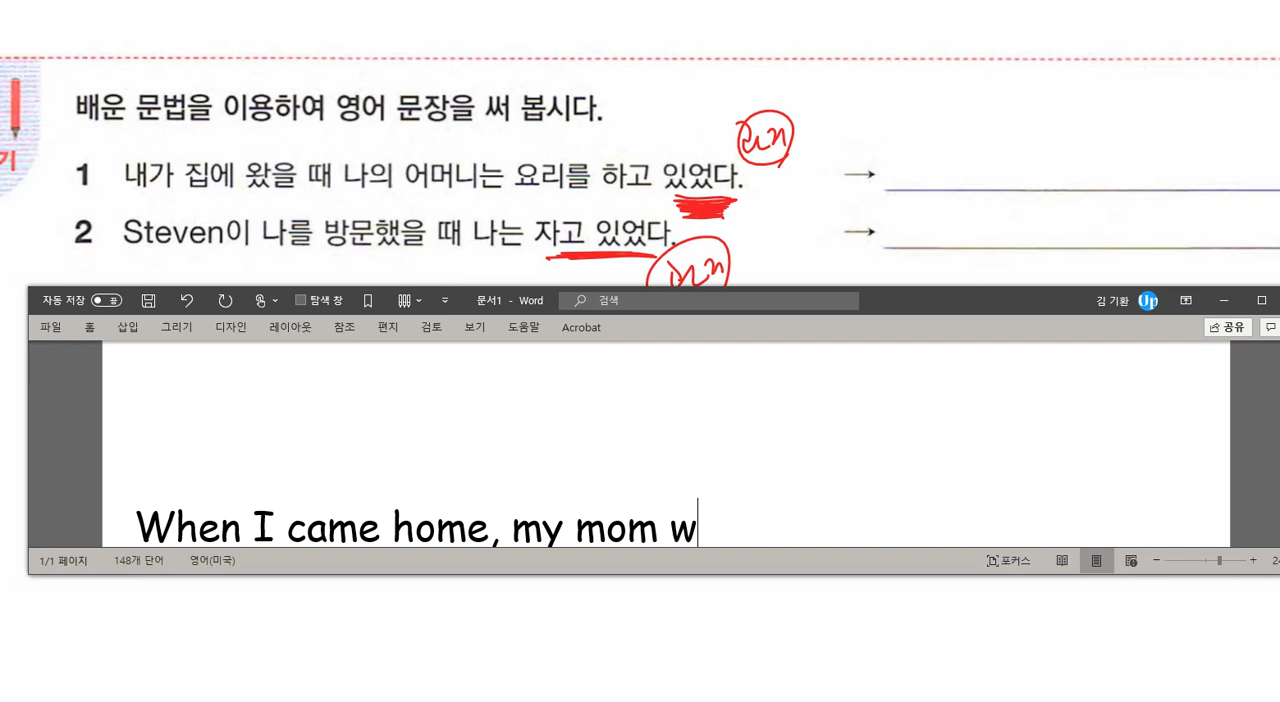 배운 문법을 이용하여 영어 문장을 써 봅시다.
기
1 내가 집에 왔을 때 나의 어머니는 요리를 하고 있었다. →
2 Steven이 나를 방문했을 때 나는 자고 있었다. →
자동 저장 끔 탐색 창 문서1 - Word 검색 김 기환 Up
파일 홈 삽입 그리기 디자인 레이아웃 참조 편지 검토 보기 도움말 Acrobat 공유
When I came home, my mom w
1/1 페이지 148개 단어 영어(미국) 포커스